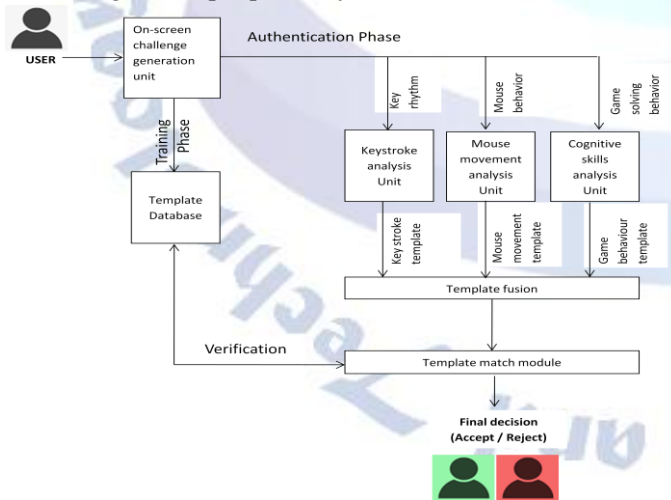 USER
On-screen
challenge
generation
unit
Authentication Phase
Training
Phase
Key
rhythm
Mouse
behavior
Game
solving
behavior
Keystroke
analysis
Unit
Mouse
movement
analysis
Unit
Cognitive
skills
analysis
Unit
Template
Database
Key stroke
template
Mouse
movement
template
Game
behaviour
template
Template fusion
Verification
Template match module
Final decision
(Accept / Reject)